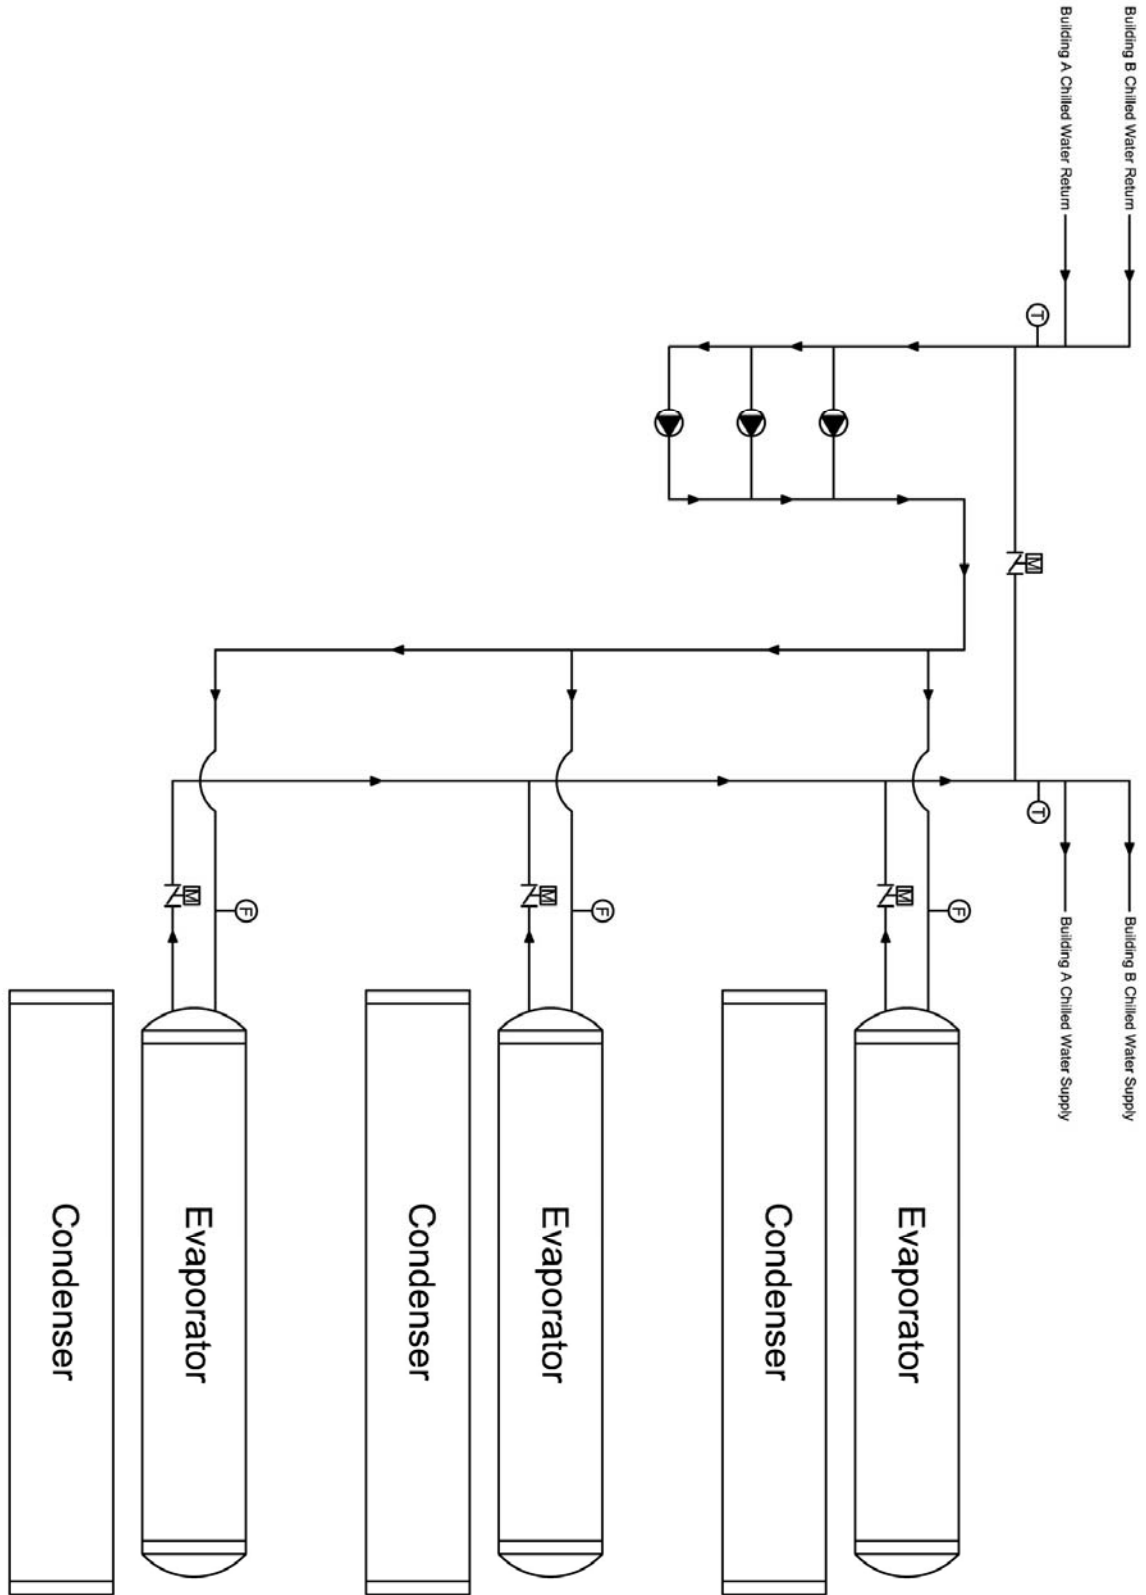 Building B Chilled Water Return
Building A Chilled Water Return
T
M
T
Building B Chilled Water Supply
Building A Chilled Water Supply
M
F
M
F
M
F
Evaporator
Condenser
Evaporator
Condenser
Evaporator
Condenser